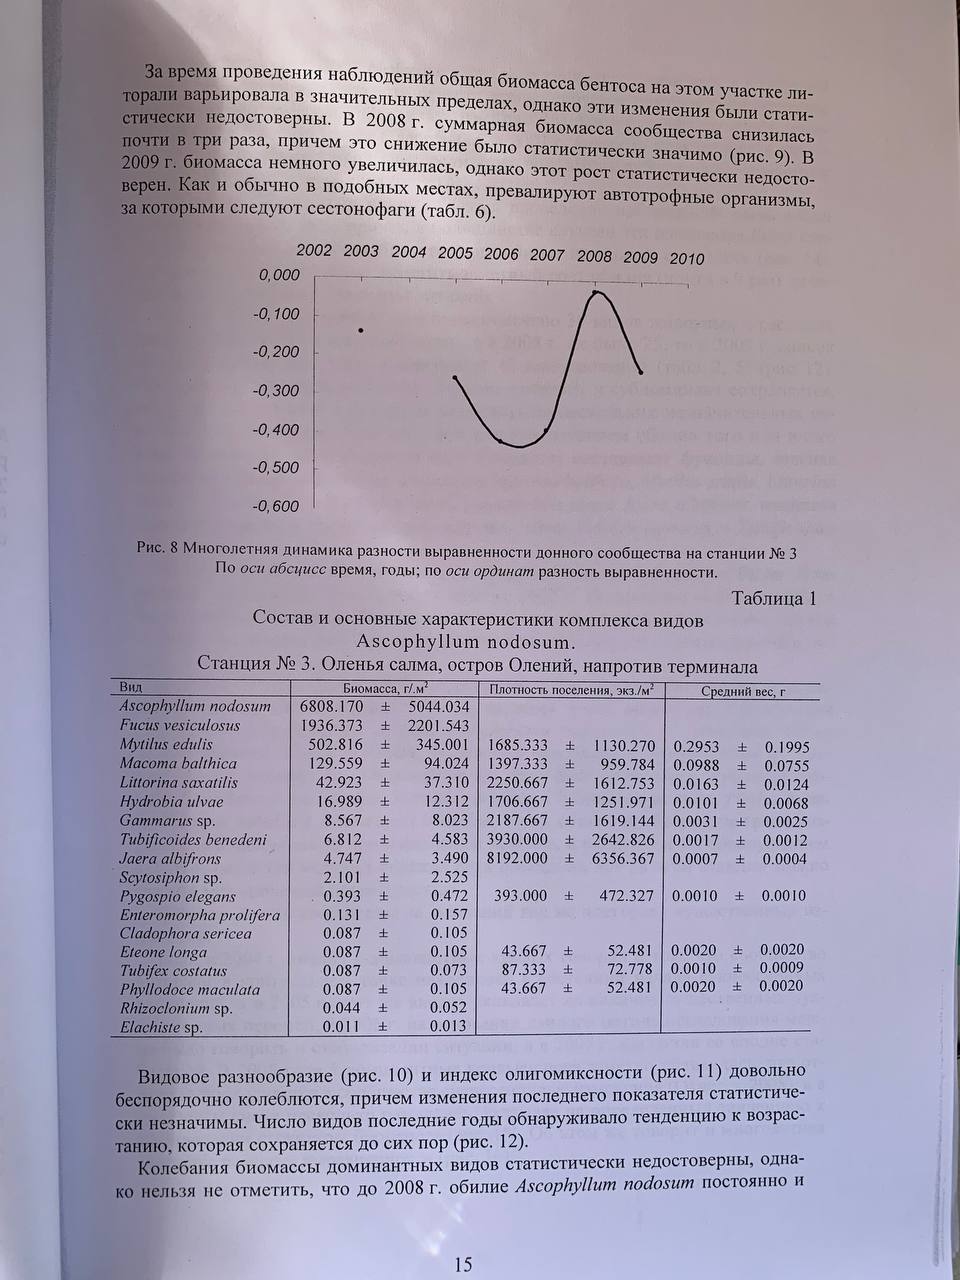 За время проведения наблюдений общая биомасса бентоса на этом участке ли-
торали варьировала в значительных пределах, однако эти изменения были стати-
стически недостоверны. В 2008 г. суммарная биомасса сообщества снизилась
почти в три раза, причем это снижение было статистически значимо (рис. 9). В
2009 г. биомасса немного увеличилась, однако этот рост статистически недосто-
верен. Как и обычно в подобных местах, превалируют автотрофные организмы,
за которыми следуют сестонофаги (табл. 6).
2002 2003 2004 2005 2006 2007 2008 2009 2010
0,000
-0,100
-0,200
-0,300
-0,400
-0,500
-0,600
Рис. 8 Многолетняя динамика разности выравненности донного сообщества на станции № 3
По оси абсцисс время, годы; по оси ординат разность выравненности.
Таблица 1
Состав и основные характеристики комплекса видов
Ascophyllum nodosum.
Станция № 3. Оленья салма, остров Олений, напротив терминала
Вид Биомасса, г/.м² Плотность поселения, экз./м² Средний вес, г
Ascophyllum nodosum 6808.170 ± 5044.034
Fucus vesiculosus 1936.373 ± 2201.543
Mytilus edulis 502.816 ± 345.001 1685.333 ± 1130.270 0.2953 ± 0.1995
Macoma balthica 129.559 ± 94.024 1397.333 ± 959.784 0.0988 ± 0.0755
Littorina saxatilis 42.923 ± 37.310 2250.667 ± 1612.753 0.0163 ± 0.0124
Hydrobia ulvae 16.989 ± 12.312 1706.667 ± 1251.971 0.0101 ± 0.0068
Gammarus sp. 8.567 ± 8.023 2187.667 ± 1619.144 0.0031 ± 0.0025
Tubificoides benedeni 6.812 ± 4.583 3930.000 ± 2642.826 0.0017 ± 0.0012
Jaera albifrons 4.747 ± 3.490 8192.000 ± 6356.367 0.0007 ± 0.0004
Scytosiphon sp. 2.101 ± 2.525
Pygospio elegans 0.393 ± 0.472 393.000 ± 472.327 0.0010 ± 0.0010
Enteromorpha prolifera 0.131 ± 0.157
Cladophora sericea 0.087 ± 0.105
Eteone longa 0.087 ± 0.105 43.667 ± 52.481 0.0020 ± 0.0020
Tubifex costatus 0.087 ± 0.073 87.333 ± 72.778 0.0010 ± 0.0009
Phyllodoce maculata 0.087 ± 0.105 43.667 ± 52.481 0.0020 ± 0.0020
Rhizoclonium sp. 0.044 ± 0.052
Elachiste sp. 0.011 ± 0.013
Видовое разнообразие (рис. 10) и индекс олигомиксности (рис. 11) довольно
беспорядочно колеблются, причем изменения последнего показателя статистиче-
ски незначимы. Число видов последние годы обнаруживало тенденцию к возрас-
танию, которая сохраняется до сих пор (рис. 12).
Колебания биомассы доминантных видов статистически недостоверны, одна-
ко нельзя не отметить, что до 2008 г. обилие Ascophyllum nodosum постоянно и
15